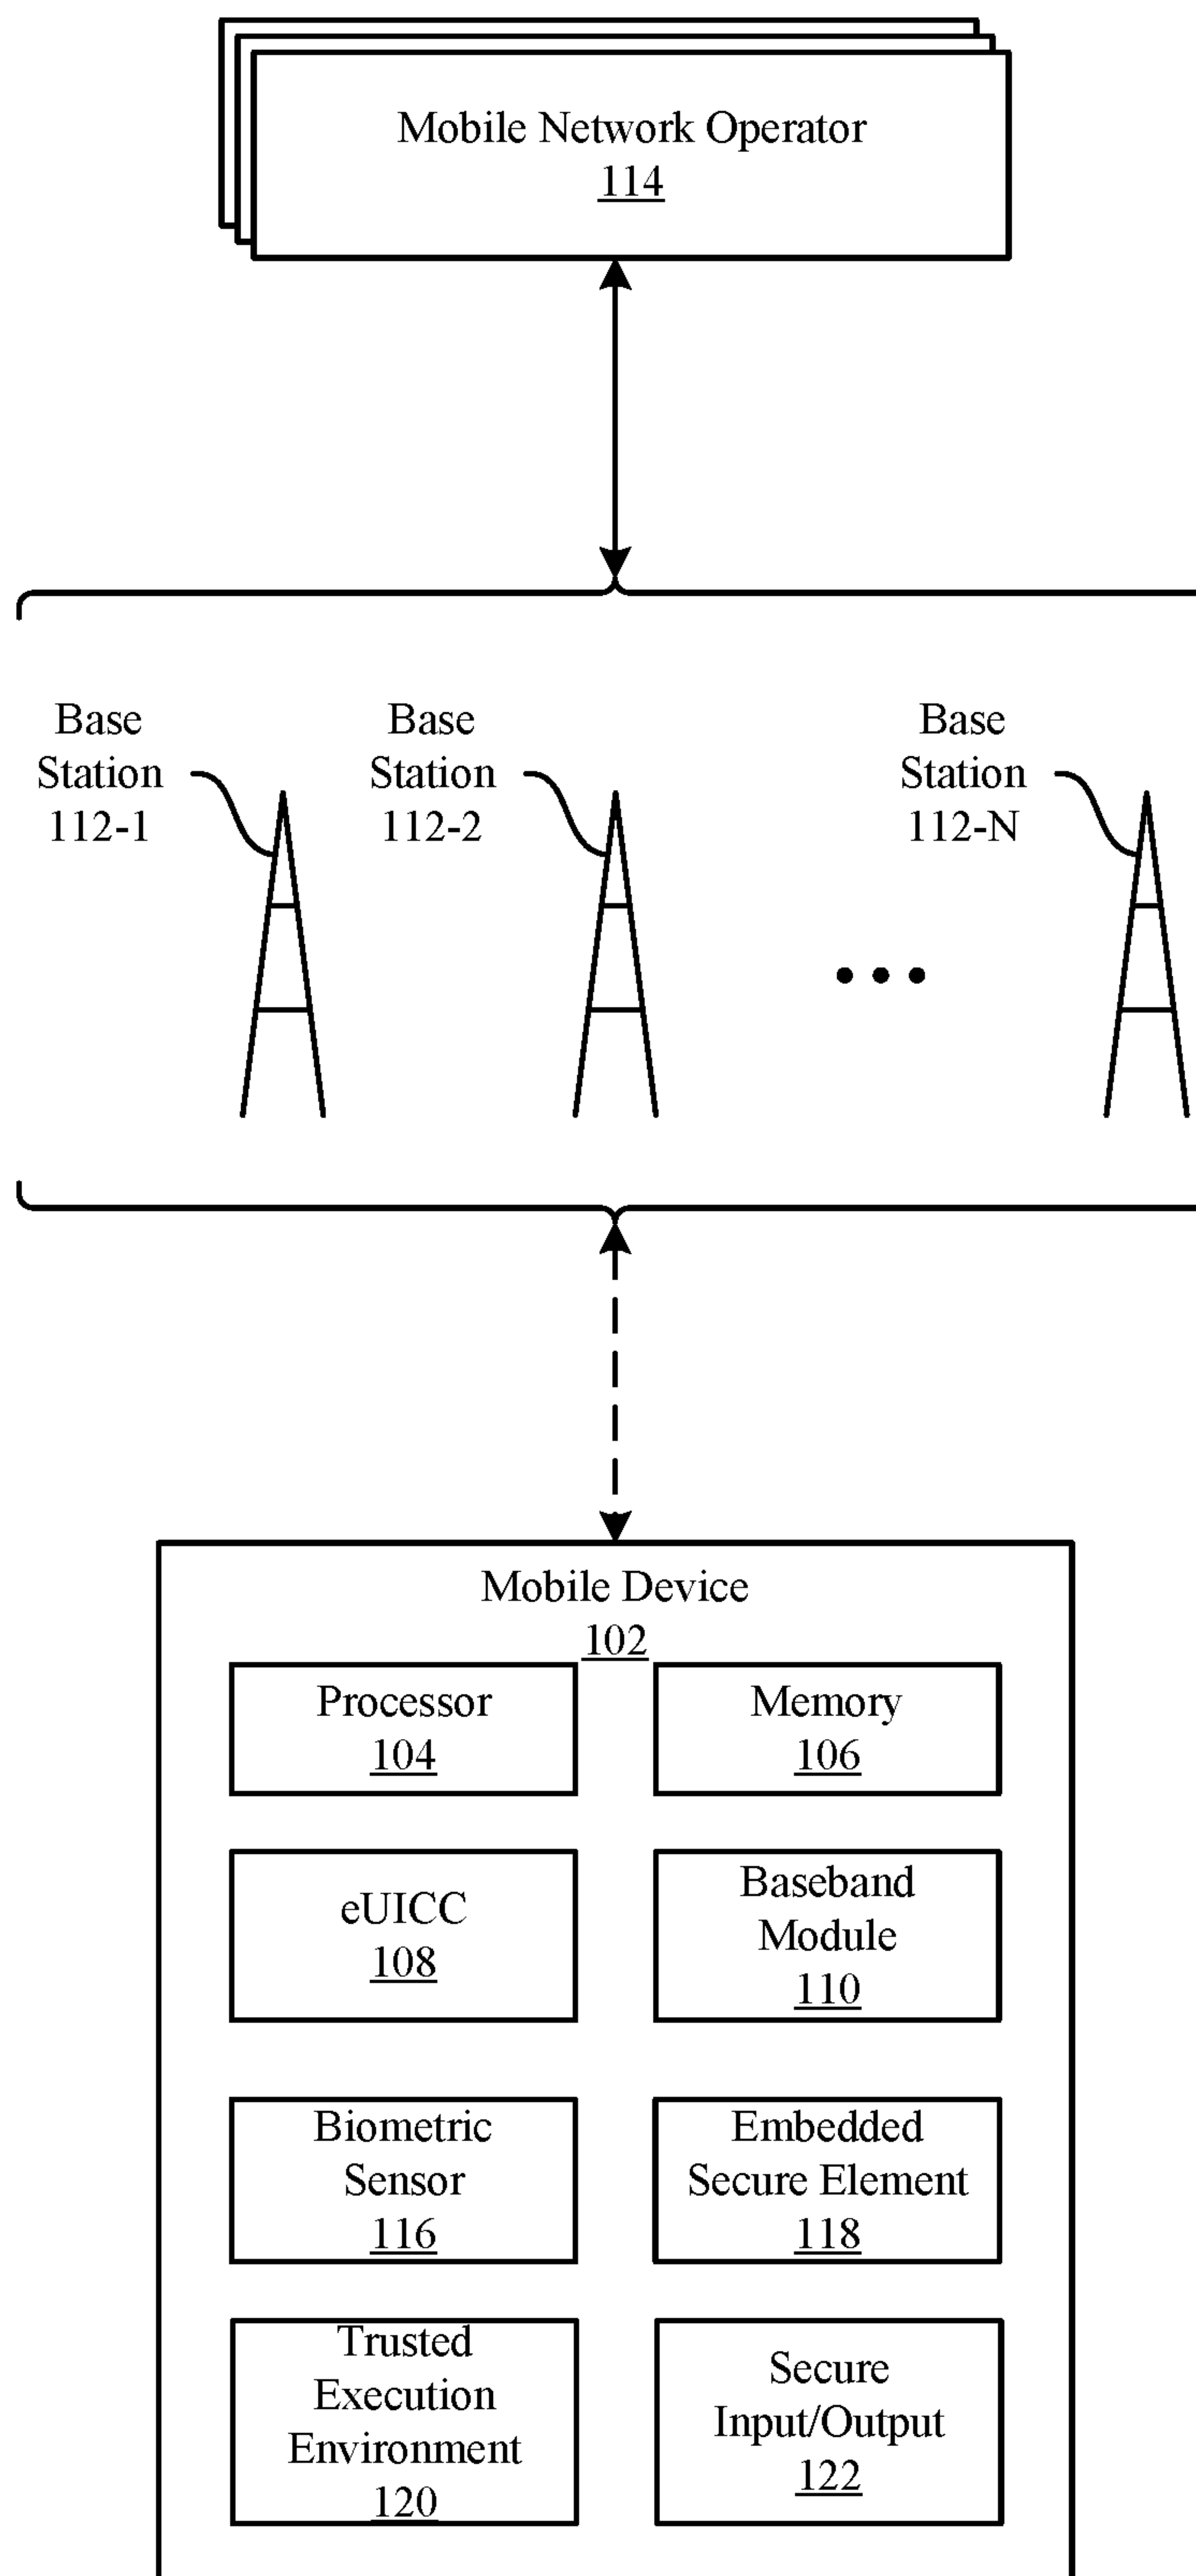 Mobile Network Operator
114
Base
Station
112-1
Base
Station
112-2
Base
Station
112-N
Mobile Device
102
Processor
104
Memory
106
eUICC
108
Baseband
Module
110
Biometric
Sensor
116
Embedded
Secure Element
118
Trusted
Execution
Environment
120
Secure
Input/Output
122